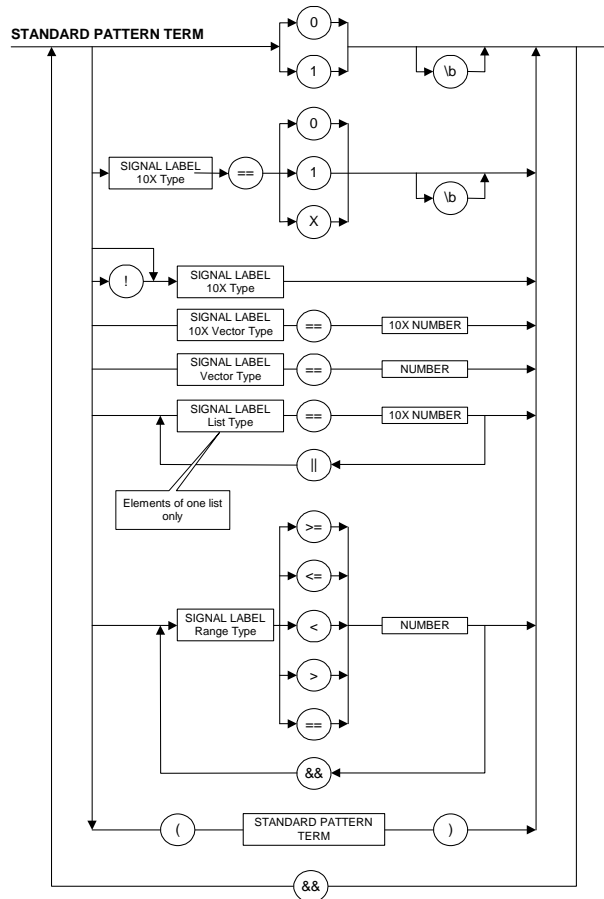 STANDARD PATTERN TERM
0
1
\b
SIGNAL LABEL
10X Type
==
0
1
X
\b
!
SIGNAL LABEL
10X Type
SIGNAL LABEL
10X Vector Type
==
10X NUMBER
SIGNAL LABEL
Vector Type
==
NUMBER
SIGNAL LABEL
List Type
==
10X NUMBER
||
Elements of one list
only
SIGNAL LABEL
Range Type
>=
<=
<
>
==
NUMBER
&&
(
STANDARD PATTERN
TERM
)
&&